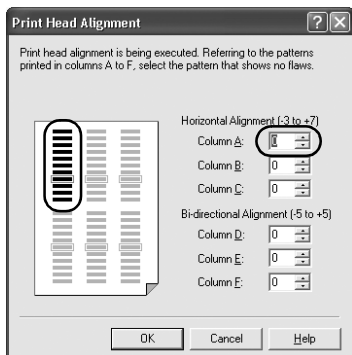 Print Head Alignment
Print head alignment is being executed. Referring to the patterns
printed in columns A to F, select the pattern that shows no flaws.
Horizontal Alignment (-3 to +7)
Column A: 0
Column B: 0
Column C: 0
Bi-directional Alignment (-5 to +5)
Column D: 0
Column E: 0
Column F: 0
OK Cancel Help